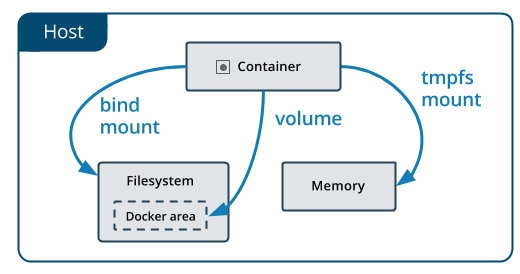 Host
Container
bind
mount
volume
tmpfs
mount
Filesystem
Docker area
Memory